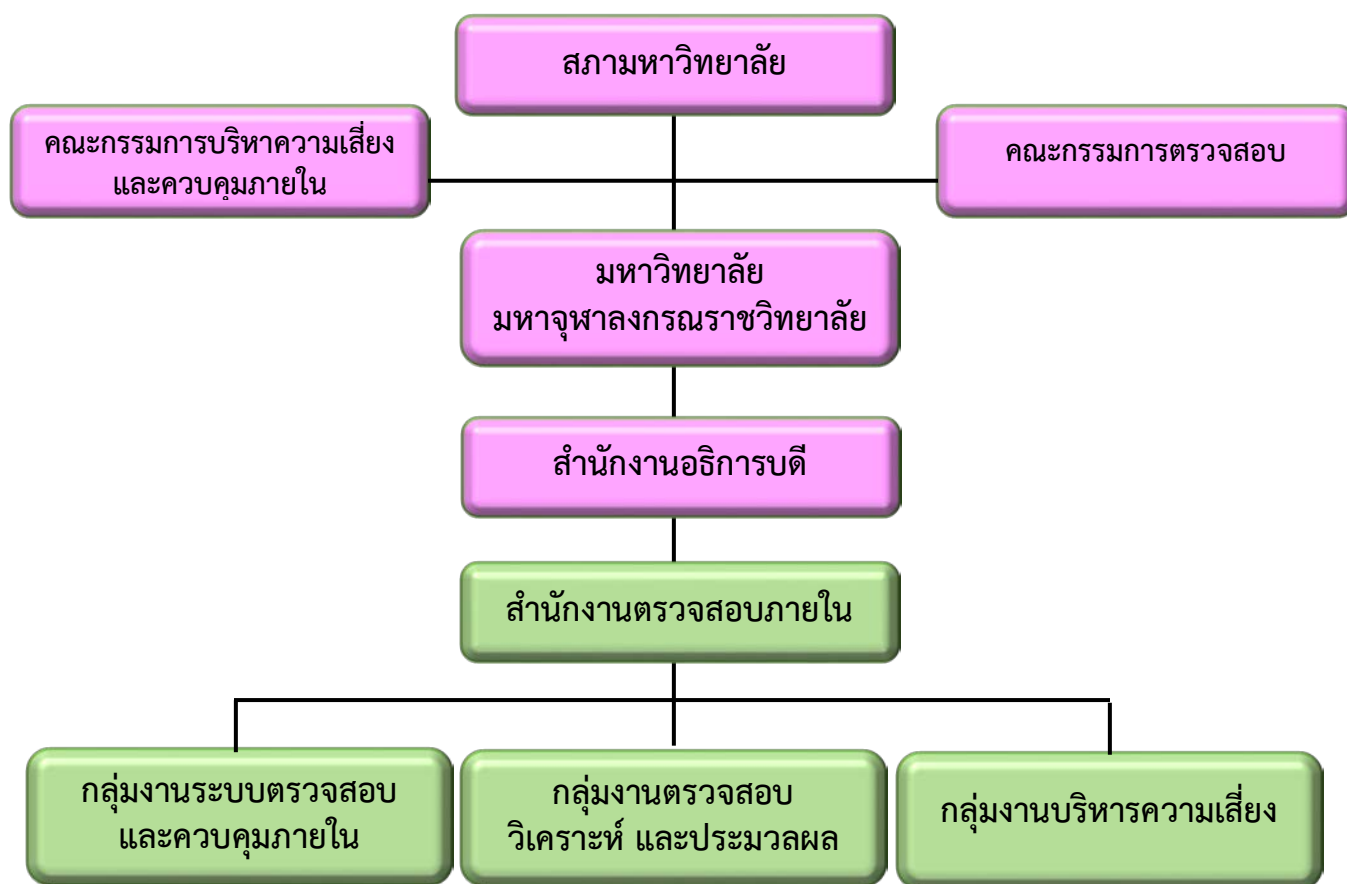 สภามหาวิทยาลัย
คณะกรรมการบริหาความเสี่ยง
และควบคุมภายใน
คณะกรรมการตรวจสอบ
มหาวิทยาลัย
มหาจุฬาลงกรณราชวิทยาลัย
สำนักงานอธิการบดี
สำนักงานตรวจสอบภายใน
กลุ่มงานระบบตรวจสอบ
และควบคุมภายใน
กลุ่มงานตรวจสอบ
วิเคราะห์ และประมวลผล
กลุ่มงานบริหารความเสี่ยง